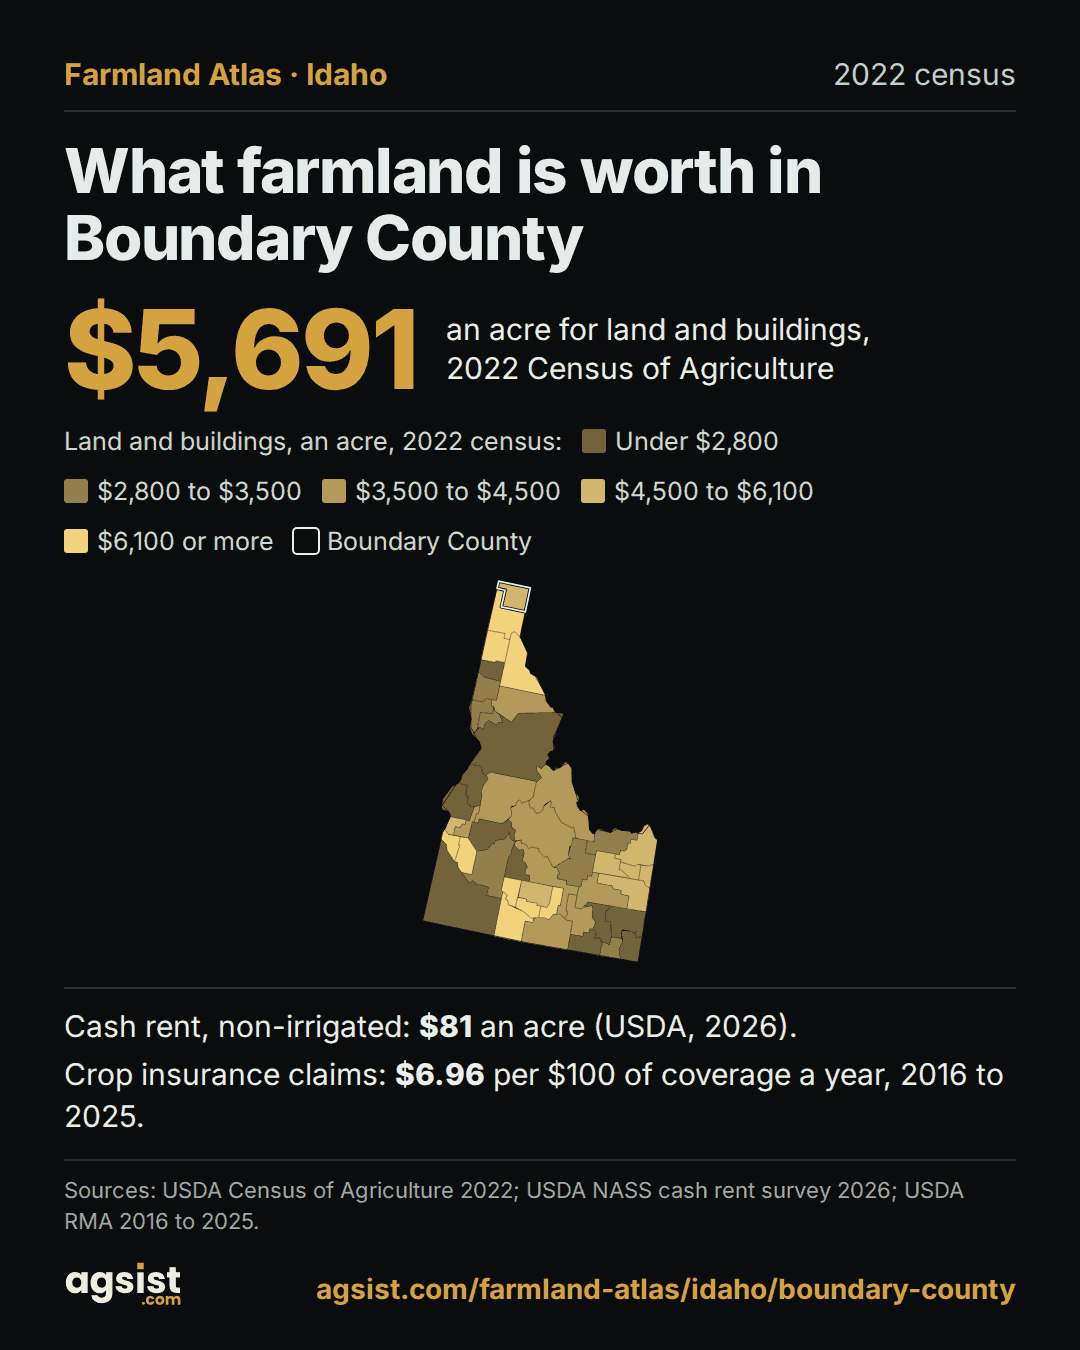 Farmland Atlas · Idaho
2022 census
What farmland is worth in
Boundary County
$5,691
an acre for land and buildings,
2022 Census of Agriculture
Land and buildings, an acre, 2022 census: Under $2,800
$2,800 to $3,500 $3,500 to $4,500 $4,500 to $6,100
$6,100 or more Boundary County
Cash rent, non-irrigated: $81 an acre (USDA, 2026).
Crop insurance claims: $6.96 per $100 of coverage a year, 2016 to
2025.
Sources: USDA Census of Agriculture 2022; USDA NASS cash rent survey 2026; USDA
RMA 2016 to 2025.
agsist
.com
agsist.com/farmland-atlas/idaho/boundary-county